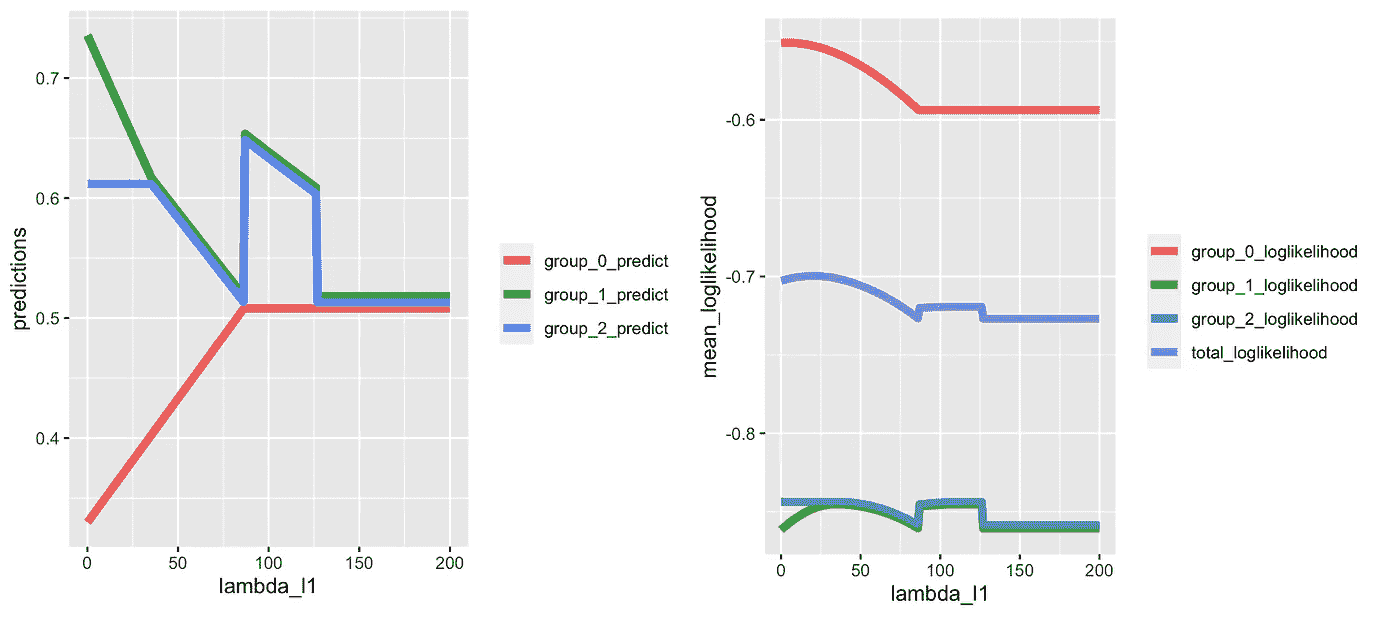 predictions
0.7
0.6
0.5
0.4
0
50
100
150
200
lambda_l1
group_0_predict
group_1_predict
group_2_predict
mean_loglikelihood
-0.6
-0.7
-0.8
0
50
100
150
200
lambda_l1
group_0_loglikelihood
group_1_loglikelihood
group_2_loglikelihood
total_loglikelihood